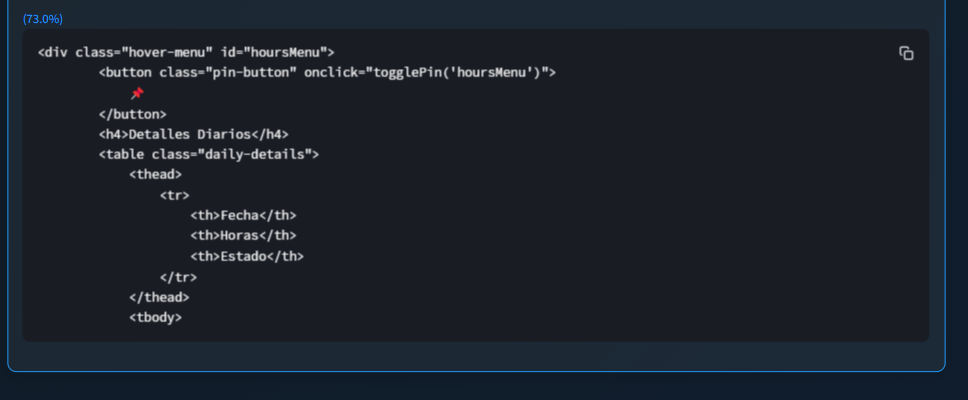 (73.0%)
<div class="hover-menu" id="hoursMenu">
<button class="pin-button" onclick="togglePin('hoursMenu')">
📌
</button>
<h4>Detalles Diarios</h4>
<table class="daily-details">
<thead>
<tr>
<th>Fecha</th>
<th>Horas</th>
<th>Estado</th>
</tr>
</thead>
<tbody>